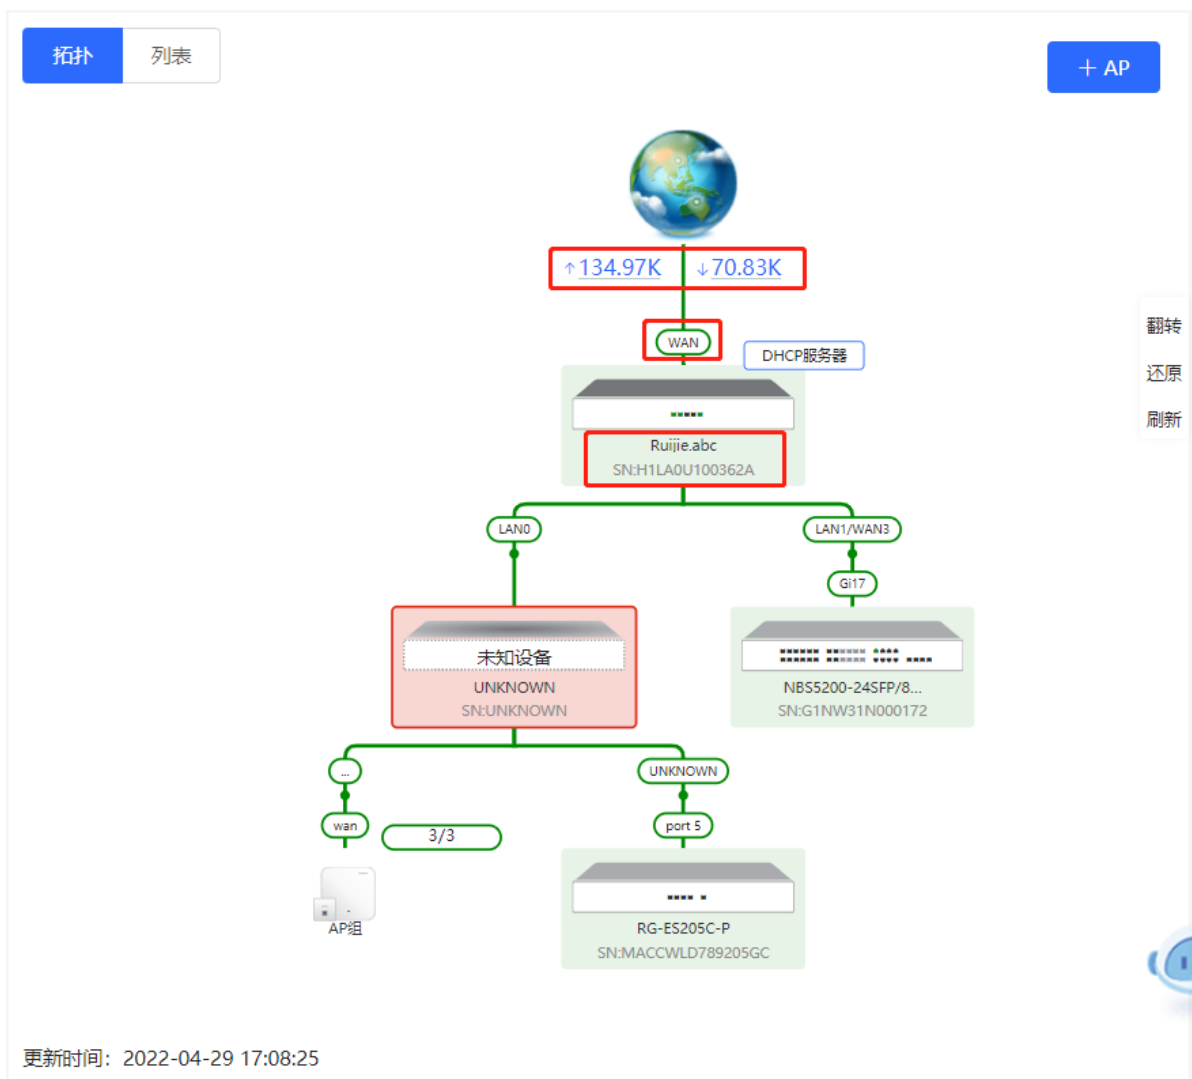 拓扑
列表
+ AP
↑134.97K ↓70.83K
WAN
DHCP服务器
翻转
还原
刷新
Ruijie.abc
SN:H1LA0U100362A
LAN0
LAN1/WAN3
Gi17
未知设备
UNKNOWN
SN:UNKNOWN
NBS5200-24SFP/8...
SN:G1NW31N000172
...
UNKNOWN
wan
3/3
port 5
AP组
RG-ES205C-P
SN:MACCWLD789205GC
更新时间：2022-04-29 17:08:25